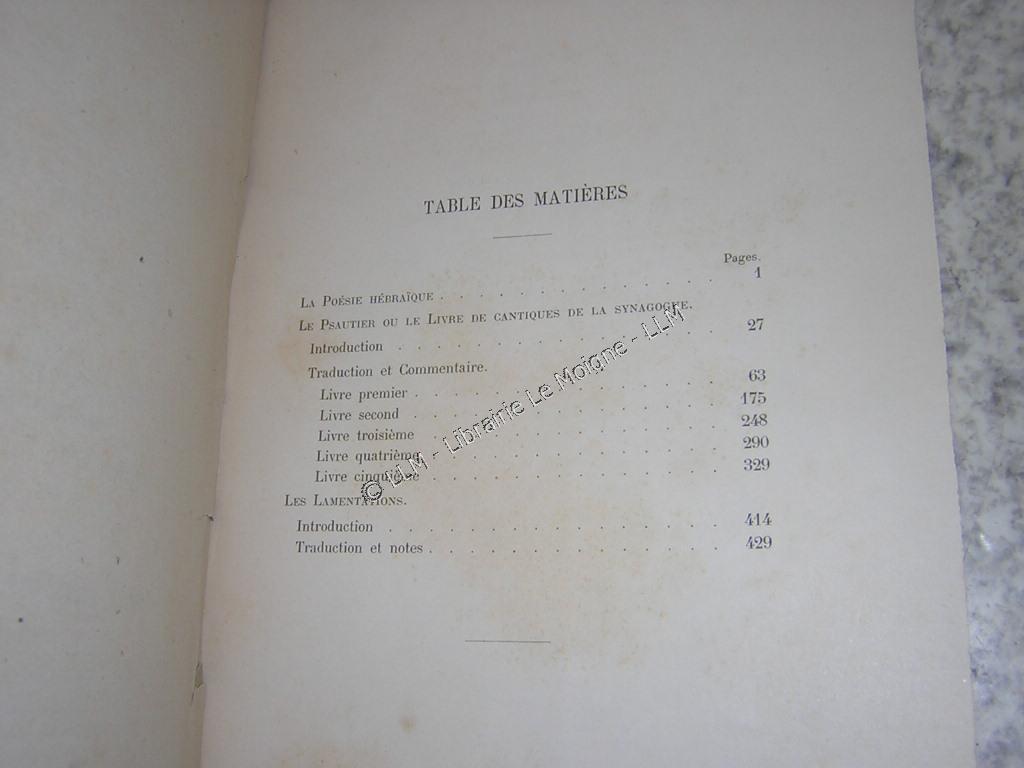 TABLE DES MATIÈRES
Pages.
LA POÉSIE HÉBRAÏQUE . . . . . . . . . . . . . 1
LE PSAUTIER OU LE LIVRE DE CANTIQUES DE LA SYNAGOGUE.
Introduction . . . . . . . . . . . . . . . 27
Traduction et Commentaire.
Livre premier . . . . . . . . . . . . . . 63
Livre second . . . . . . . . . . . . . . 175
Livre troisième . . . . . . . . . . . . . 248
Livre quatrième . . . . . . . . . . . . . 290
Livre cinquième . . . . . . . . . . . . . 329
LES LAMENTATIONS.
Introduction . . . . . . . . . . . . . . . 414
Traduction et notes . . . . . . . . . . . . . 429
© LLM - Librairie Le Moigne - LLM